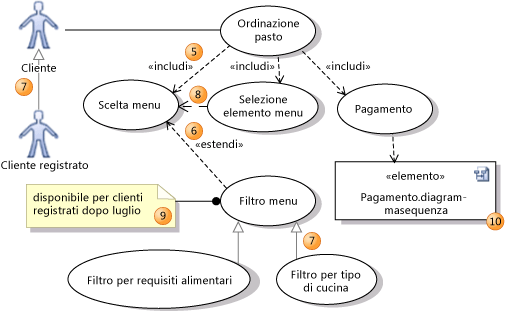 Ordinazione
pasto
Cliente
5
«includi»
«includi»
«includi»
7
Scelta menu
8
Selezione
elemento menu
Pagamento
6
«estendi»
Cliente registrato
«elemento»
Pagamento.diagram-
masequenza
10
disponibile per clienti
registrati dopo luglio
9
Filtro menu
7
Filtro per requisiti alimentari
Filtro per tipo
di cucina